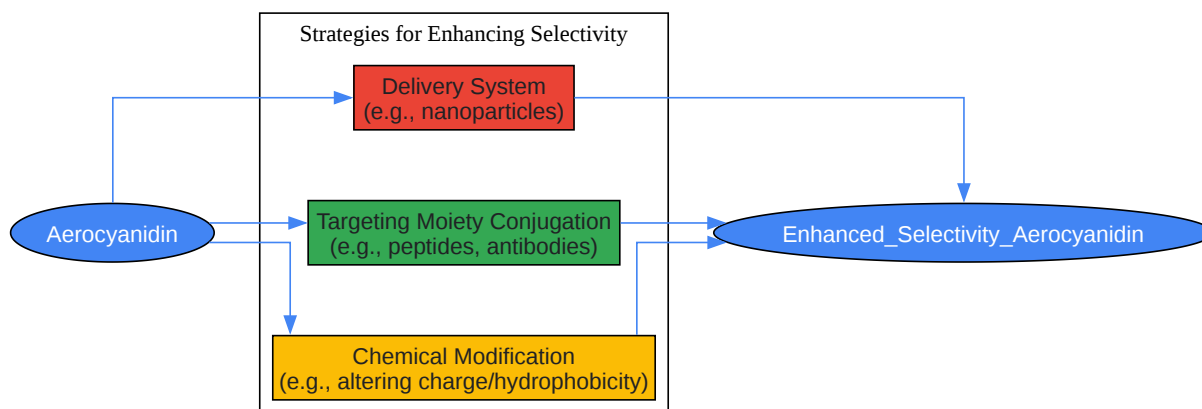 Strategies for Enhancing Selectivity
Delivery System
(e.g., nanoparticles)
Aerocyanidin
Targeting Moiety Conjugation
(e.g., peptides, antibodies)
Enhanced_Selectivity_Aerocyanidin
Chemical Modification
(e.g., altering charge/hydrophobicity)